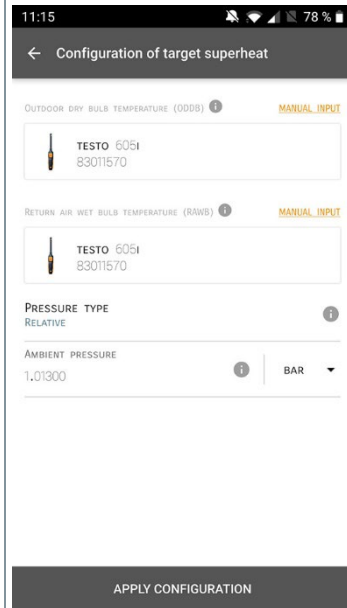 11:15 78 %
Configuration of target superheat
OUTDOOR DRY BULB TEMPERATURE (ODDB) MANUAL INPUT
TESTO 605I
83011570
RETURN AIR WET BULB TEMPERATURE (RAWB) MANUAL INPUT
TESTO 605I
83011570
PRESSURE TYPE
RELATIVE
AMBIENT PRESSURE
1.01300 BAR
APPLY CONFIGURATION